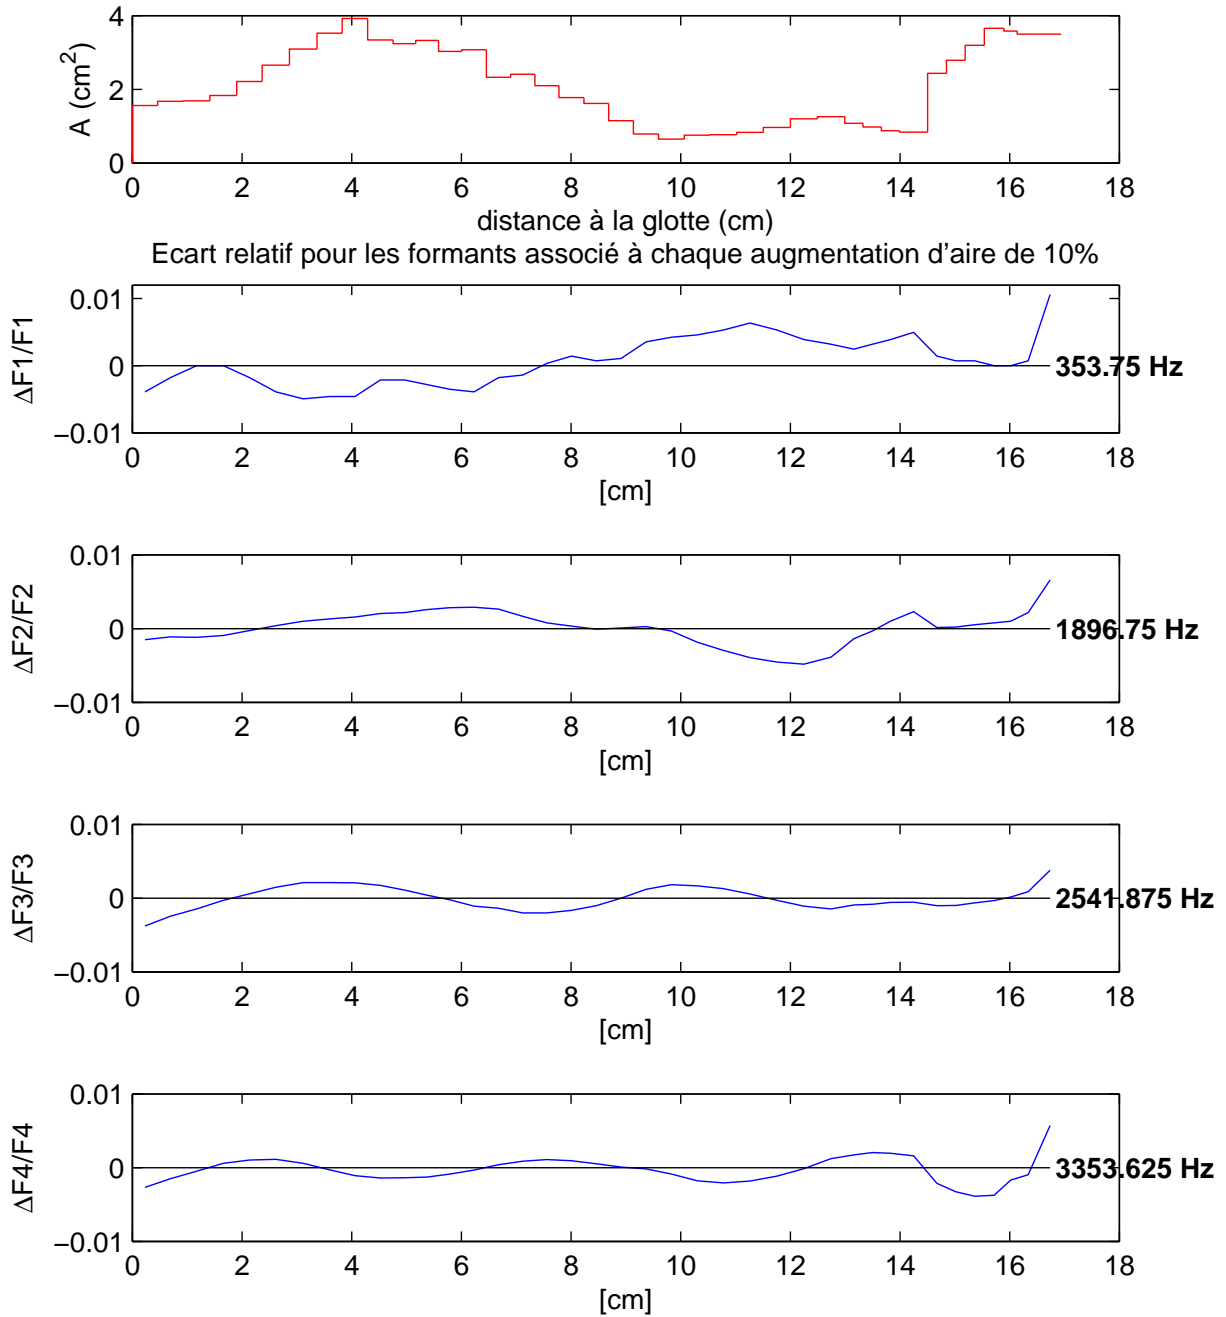 4
2
0
A (cm²)
0 2 4 6 8 10 12 14 16 18
distance à la glotte (cm)
Ecart relatif pour les formants associé à chaque augmentation d'aire de 10%
0.01
0
−0.01
ΔF1/F1
353.75 Hz
0 2 4 6 8 10 12 14 16 18
[cm]
0.01
0
−0.01
ΔF2/F2
1896.75 Hz
0 2 4 6 8 10 12 14 16 18
[cm]
0.01
0
−0.01
ΔF3/F3
2541.875 Hz
0 2 4 6 8 10 12 14 16 18
[cm]
0.01
0
−0.01
ΔF4/F4
3353.625 Hz
0 2 4 6 8 10 12 14 16 18
[cm]